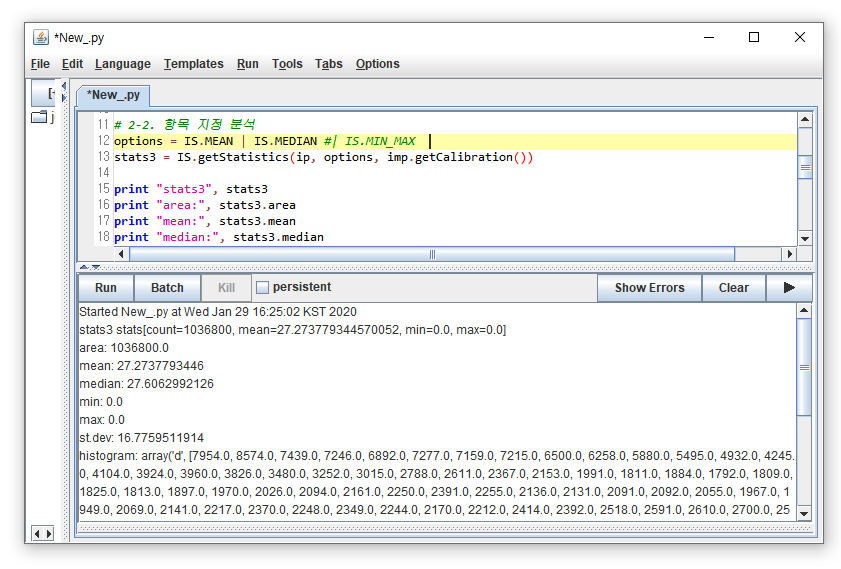 *New_.py
File Edit Language Templates Run Tools Tabs Options
*New_.py
11 # 2-2. 항목 지정 분석
12 options = IS.MEAN | IS.MEDIAN #| IS.MIN_MAX
13 stats3 = IS.getStatistics(ip, options, imp.getCalibration())
14
15 print "stats3", stats3
16 print "area:", stats3.area
17 print "mean:", stats3.mean
18 print "median:", stats3.median
Run Batch Kill persistent Show Errors Clear
Started New_.py at Wed Jan 29 16:25:02 KST 2020
stats3 stats[count=1036800, mean=27.273779344570052, min=0.0, max=0.0]
area: 1036800.0
mean: 27.2737793446
median: 27.6062992126
min: 0.0
max: 0.0
st.dev: 16.7759511914
histogram: array('d', [7954.0, 8574.0, 7439.0, 7246.0, 6892.0, 7277.0, 7159.0, 7215.0, 6500.0, 6258.0, 5880.0, 5495.0, 4932.0, 4245.
0, 4104.0, 3924.0, 3960.0, 3826.0, 3480.0, 3252.0, 3015.0, 2788.0, 2611.0, 2367.0, 2153.0, 1991.0, 1811.0, 1884.0, 1792.0, 1809.0,
1825.0, 1813.0, 1897.0, 1970.0, 2026.0, 2094.0, 2161.0, 2250.0, 2391.0, 2255.0, 2136.0, 2131.0, 2091.0, 2092.0, 2055.0, 1967.0, 1
949.0, 2069.0, 2141.0, 2217.0, 2370.0, 2248.0, 2349.0, 2244.0, 2170.0, 2212.0, 2414.0, 2392.0, 2518.0, 2591.0, 2610.0, 2700.0, 25